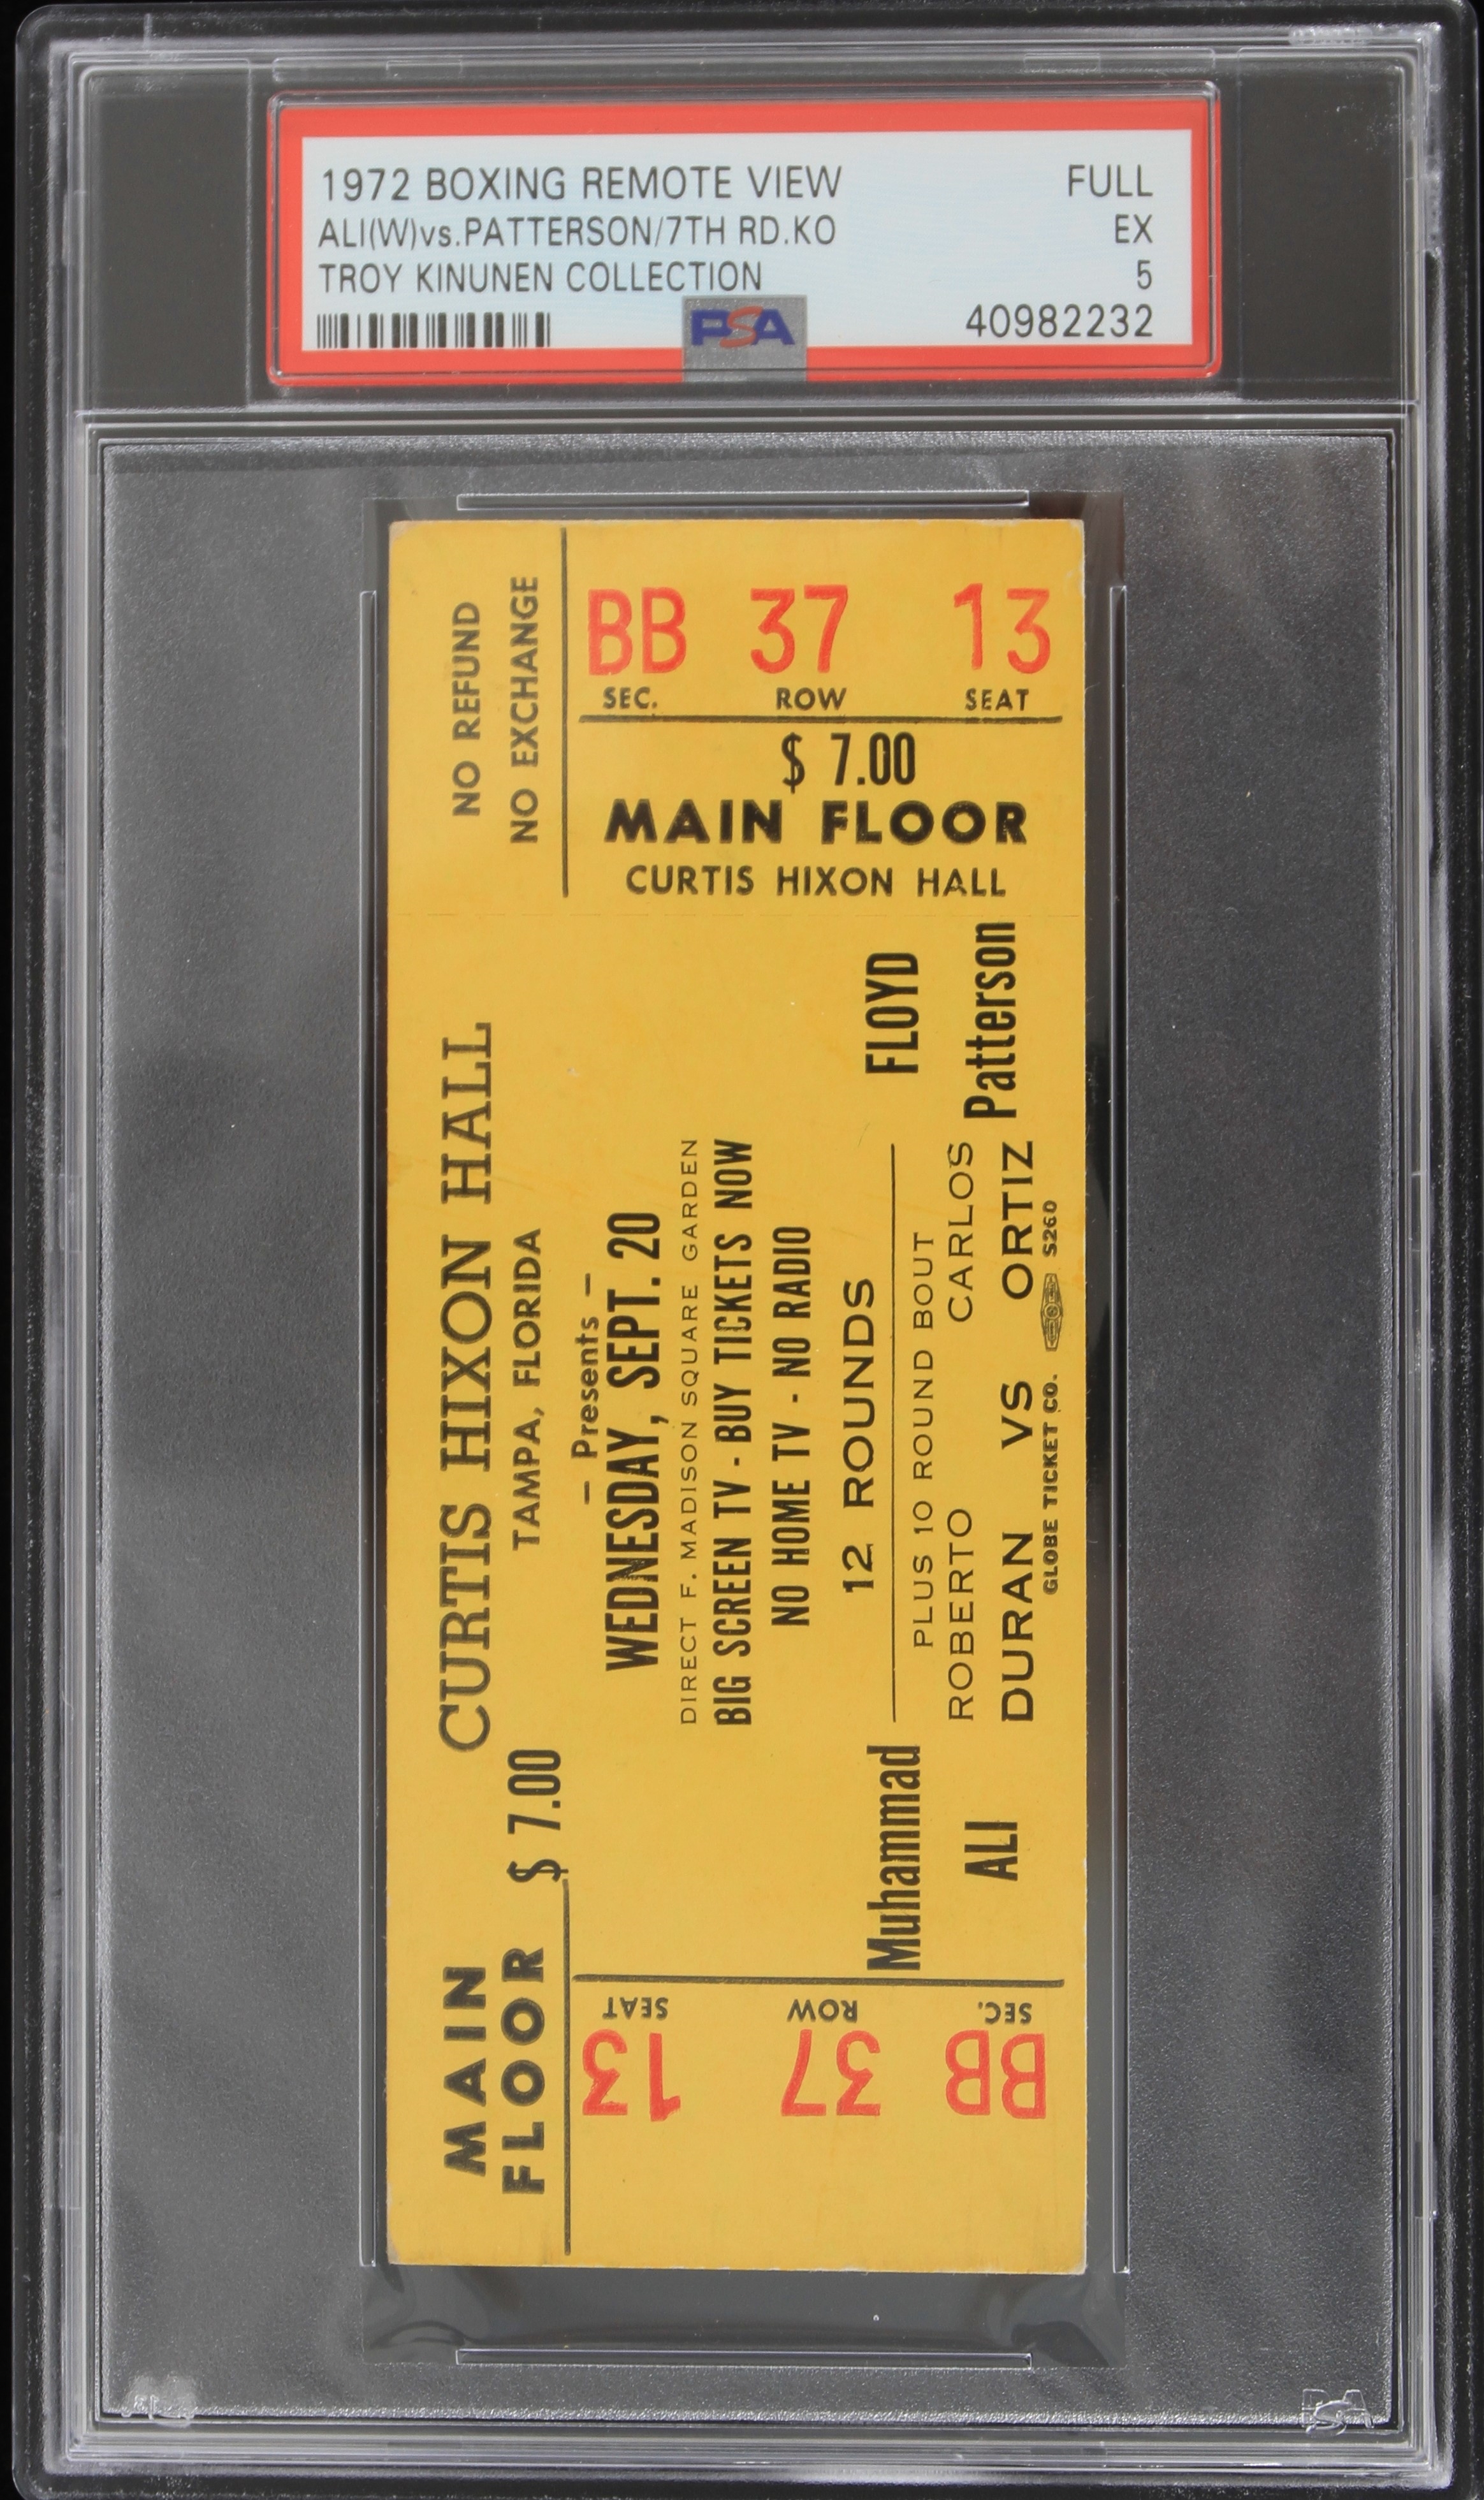 1972 BOXING REMOTE VIEW FULL
ALI(W)vs.PATTERSON/7TH RD.KO EX
TROY KINUNEN COLLECTION 5
PSA 40982232
BB 37 13
SEC. ROW SEAT
$ 7.00
MAIN FLOOR
CURTIS HIXON HALL
NO REFUND
NO EXCHANGE
CURTIS HIXON HALL
TAMPA, FLORIDA
MAIN
FLOOR $ 7.00
— Presents —
WEDNESDAY, SEPT. 20
DIRECT F. MADISON SQUARE GARDEN
BIG SCREEN TV - BUY TICKETS NOW
NO HOME TV - NO RADIO
12 ROUNDS
Muhammad
ALI
FLOYD
Patterson
PLUS 10 ROUND BOUT
ROBERTO CARLOS
DURAN VS ORTIZ
GLOBE TICKET CO. S260
SEC. ROW SEAT
BB 37 13
PSA